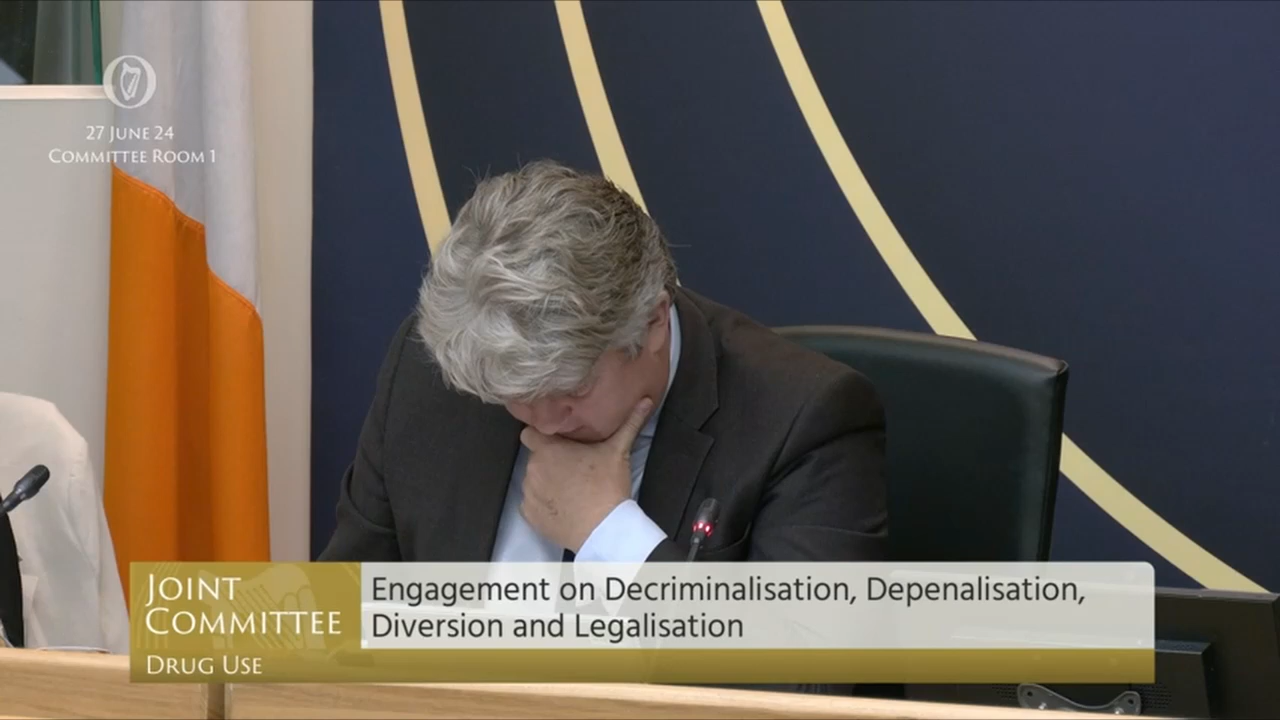 27 June 24
Committee Room 1
Joint
Committee
Drug Use
Engagement on Decriminalisation, Depenalisation,
Diversion and Legalisation